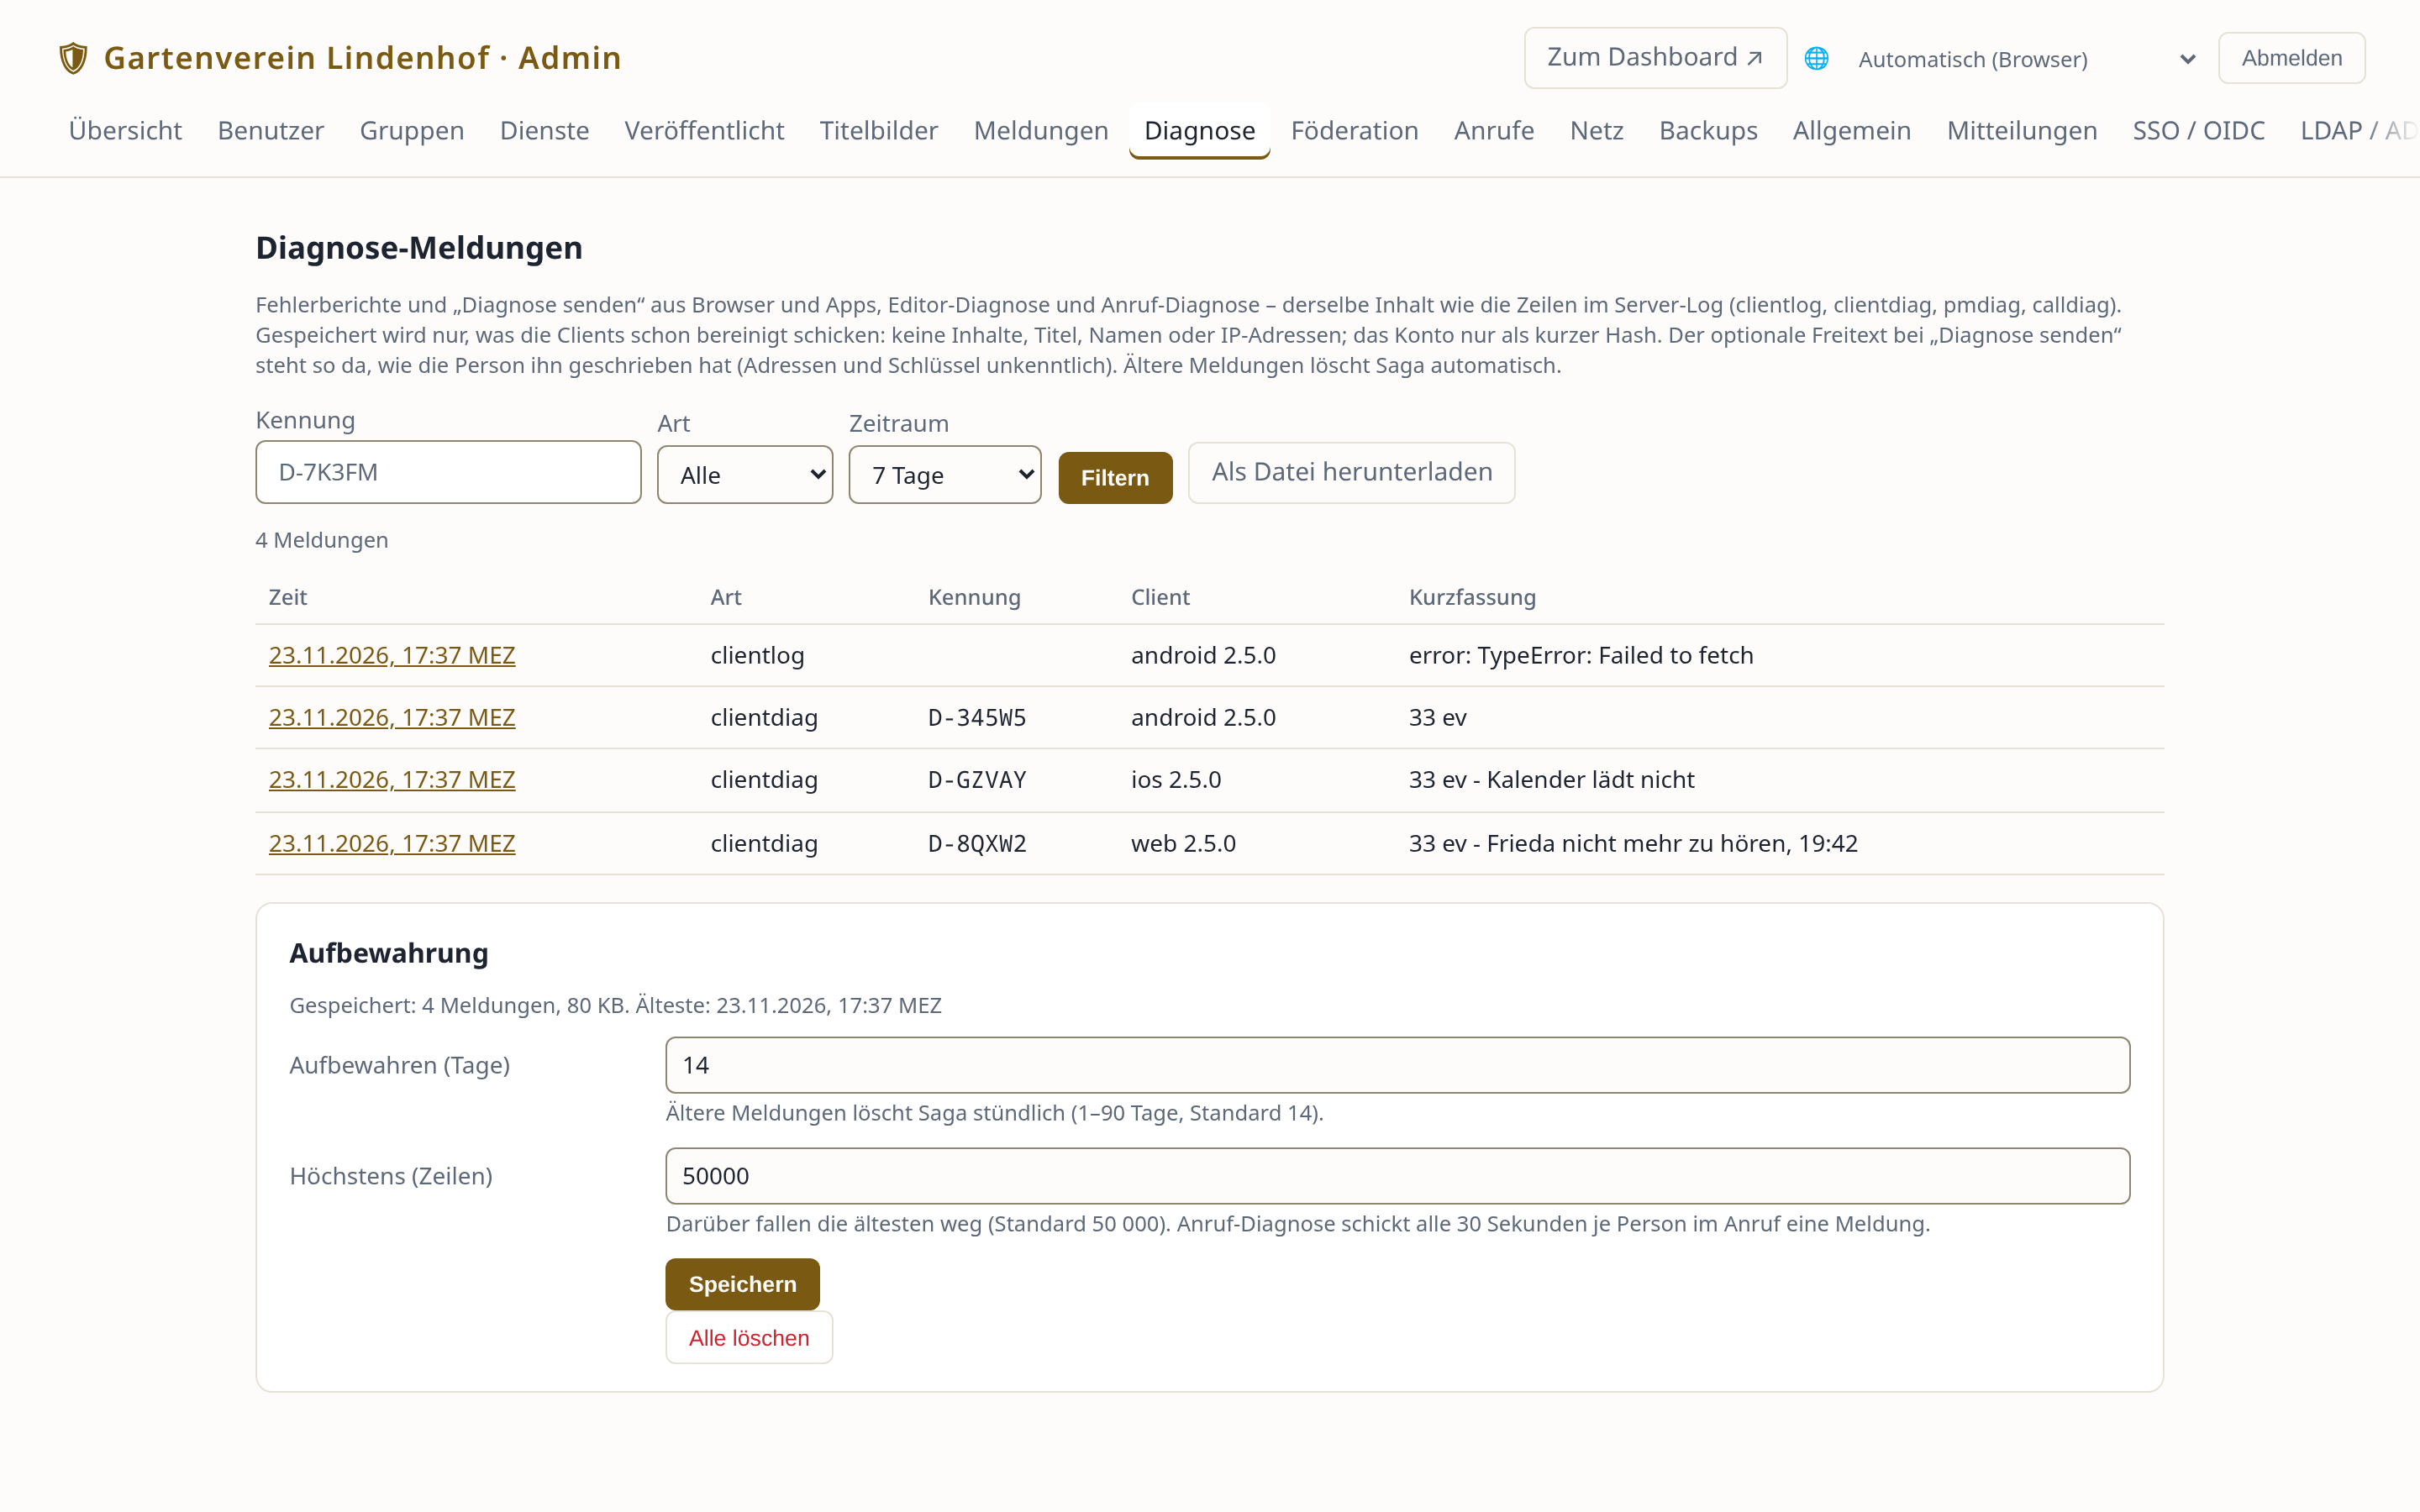 Gartenverein Lindenhof · Admin
Zum Dashboard ↗
Automatisch (Browser)
Abmelden
Übersicht Benutzer Gruppen Dienste Veröffentlicht Titelbilder Meldungen Diagnose Föderation Anrufe Netz Backups Allgemein Mitteilungen SSO / OIDC LDAP / AD
Diagnose-Meldungen
Fehlerberichte und „Diagnose senden“ aus Browser und Apps, Editor-Diagnose und Anruf-Diagnose – derselbe Inhalt wie die Zeilen im Server-Log (clientlog, clientdiag, pmdiag, calldiag).
Gespeichert wird nur, was die Clients schon bereinigt schicken: keine Inhalte, Titel, Namen oder IP-Adressen; das Konto nur als kurzer Hash. Der optionale Freitext bei „Diagnose senden“
steht so da, wie die Person ihn geschrieben hat (Adressen und Schlüssel unkenntlich). Ältere Meldungen löscht Saga automatisch.
Kennung Art Zeitraum
D-7K3FM Alle 7 Tage Filtern Als Datei herunterladen
4 Meldungen
Zeit Art Kennung Client Kurzfassung
23.11.2026, 17:37 MEZ clientlog android 2.5.0 error: TypeError: Failed to fetch
23.11.2026, 17:37 MEZ clientdiag D-345W5 android 2.5.0 33 ev
23.11.2026, 17:37 MEZ clientdiag D-GZVAY ios 2.5.0 33 ev - Kalender lädt nicht
23.11.2026, 17:37 MEZ clientdiag D-8QXW2 web 2.5.0 33 ev - Frieda nicht mehr zu hören, 19:42
Aufbewahrung
Gespeichert: 4 Meldungen, 80 KB. Älteste: 23.11.2026, 17:37 MEZ
Aufbewahren (Tage) 14
Ältere Meldungen löscht Saga stündlich (1–90 Tage, Standard 14).
Höchstens (Zeilen) 50000
Darüber fallen die ältesten weg (Standard 50 000). Anruf-Diagnose schickt alle 30 Sekunden je Person im Anruf eine Meldung.
Speichern
Alle löschen